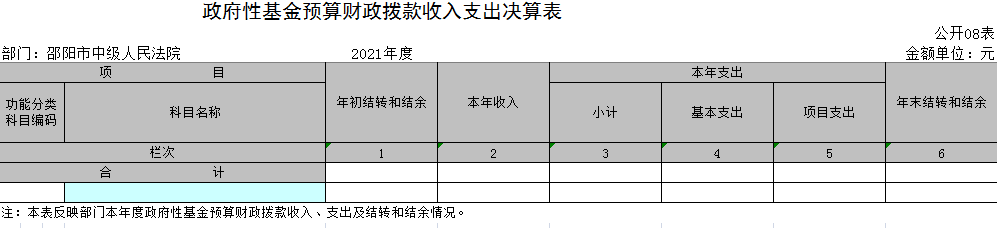 政府性基金预算财政拨款收入支出决算表
公开08表
部门：邵阳市中级人民法院 2021年度 金额单位：元
项 目 年初结转和结余 本年收入 本年支出 年末结转和结余
功能分类科目编码 科目名称 小计 基本支出 项目支出
栏次 1 2 3 4 5 6
合 计
注：本表反映部门本年度政府性基金预算财政拨款收入、支出及结转和结余情况。